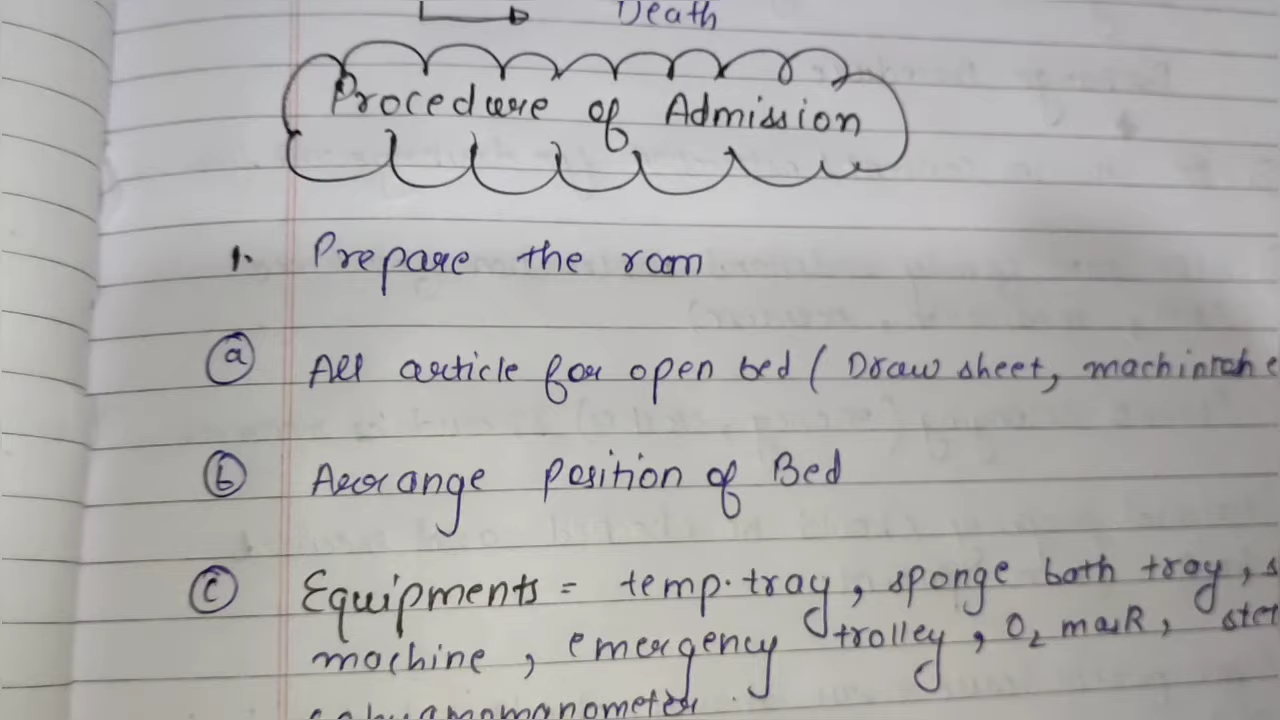 Death
Procedure of Admission
1. Prepare the room
(a) All article for open bed ( Draw sheet,
(b) Arrange position of Bed
(c) Equipments = temp. tray, sponge bath tray,
machine, emergency trolley, O₂ mask,